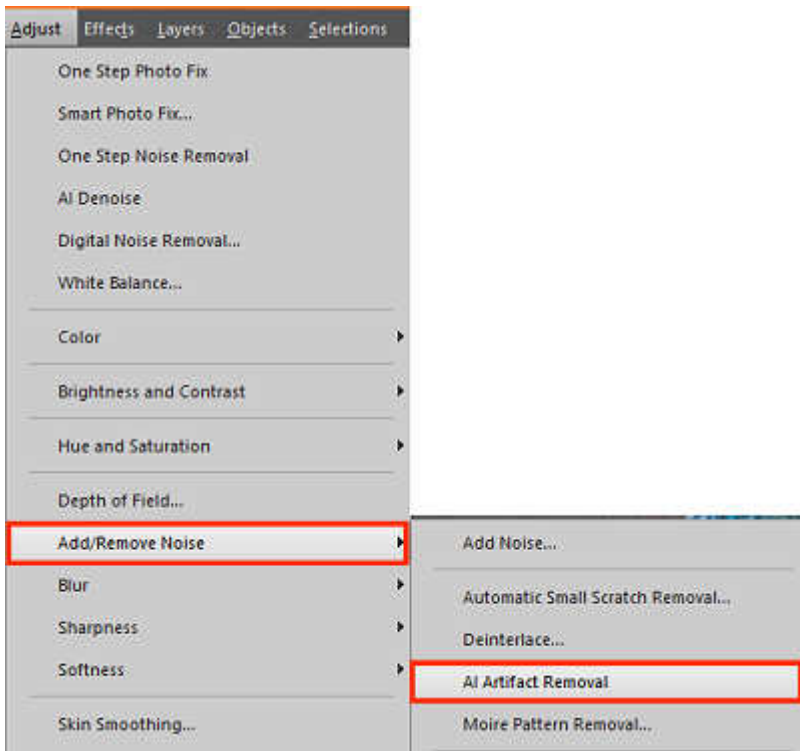 Adjust Effects Layers Objects Selections
One Step Photo Fix
Smart Photo Fix...
One Step Noise Removal
AI Denoise
Digital Noise Removal...
White Balance...
Color
Brightness and Contrast
Hue and Saturation
Depth of Field...
Add/Remove Noise
Blur
Sharpness
Softness
Skin Smoothing...
Add Noise...
Automatic Small Scratch Removal...
Deinterlace...
AI Artifact Removal
Moire Pattern Removal...